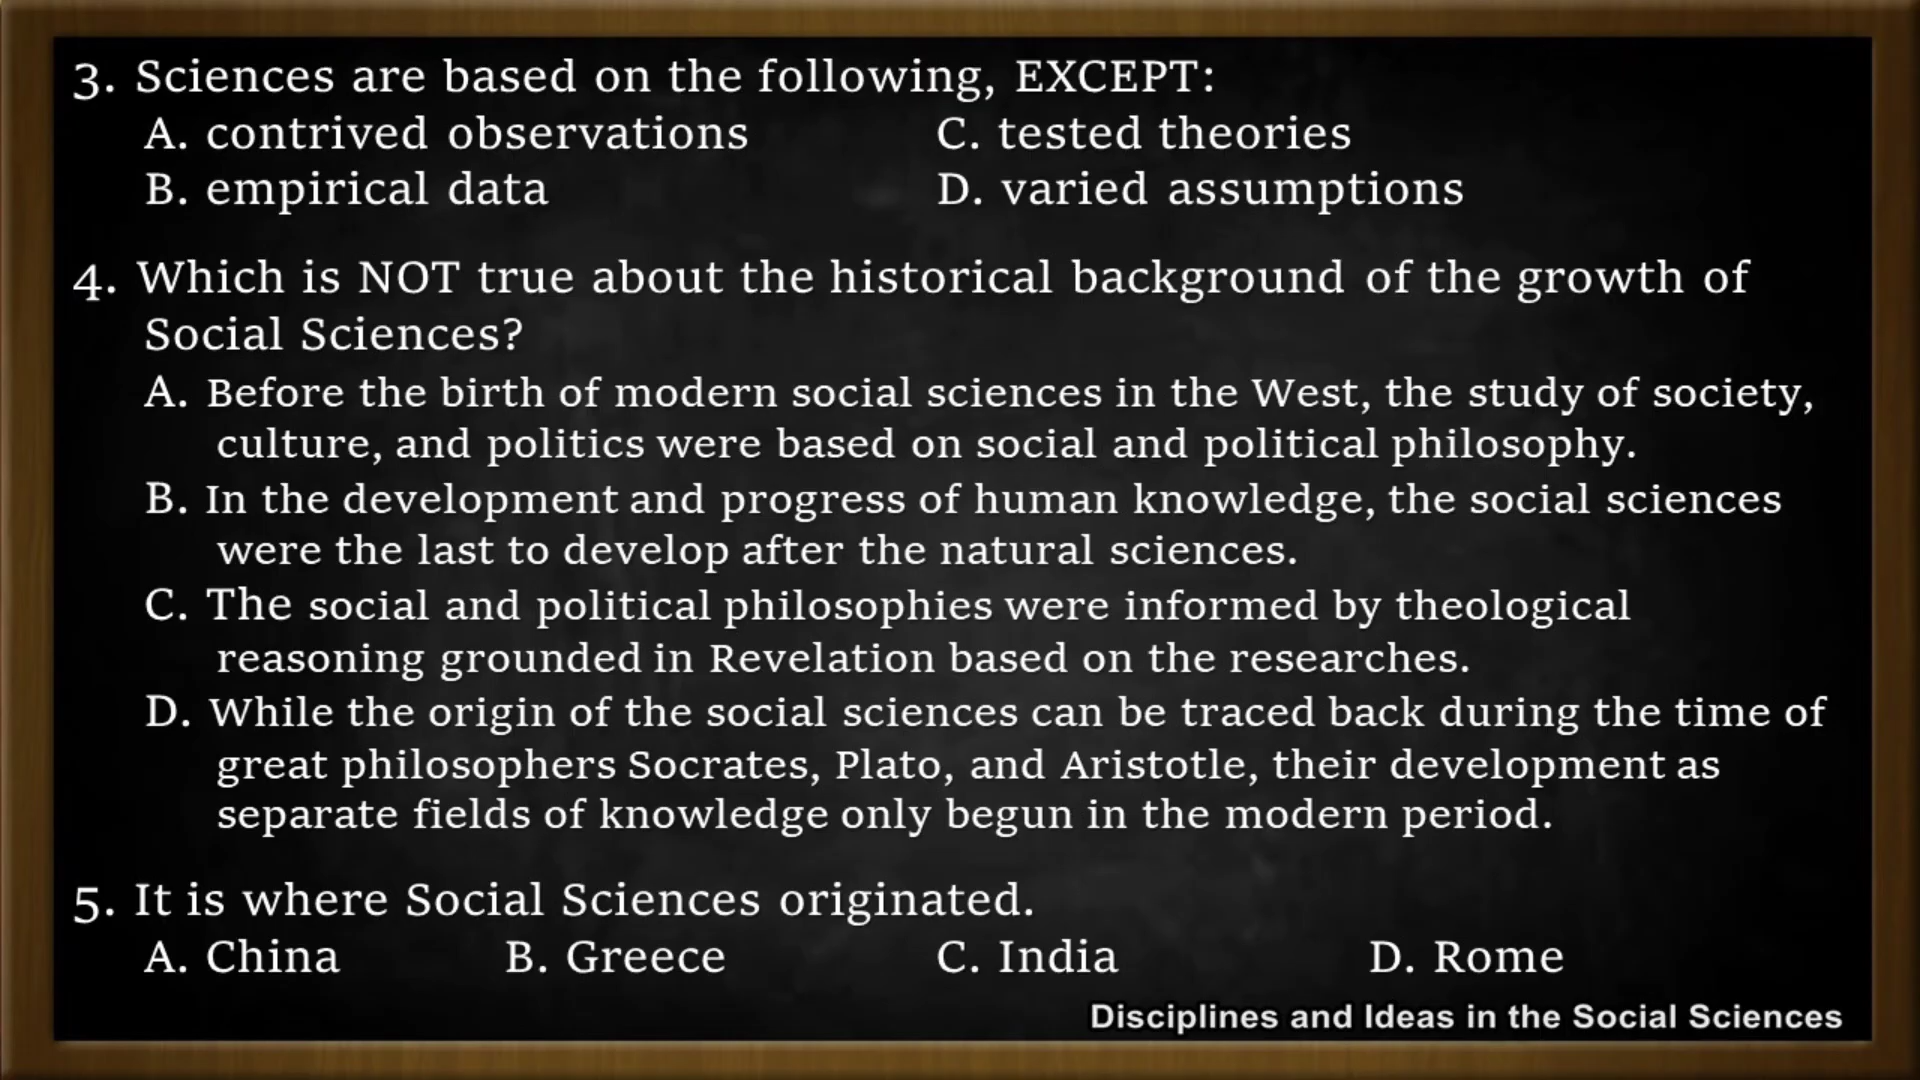 3. Sciences are based on the following, EXCEPT:
A. contrived observations C. tested theories
B. empirical data D. varied assumptions
4. Which is NOT true about the historical background of the growth of
Social Sciences?
A. Before the birth of modern social sciences in the West, the study of society,
culture, and politics were based on social and political philosophy.
B. In the development and progress of human knowledge, the social sciences
were the last to develop after the natural sciences.
C. The social and political philosophies were informed by theological
reasoning grounded in Revelation based on the researches.
D. While the origin of the social sciences can be traced back during the time of
great philosophers Socrates, Plato, and Aristotle, their development as
separate fields of knowledge only begun in the modern period.
5. It is where Social Sciences originated.
A. China B. Greece C. India D. Rome
Disciplines and Ideas in the Social Sciences